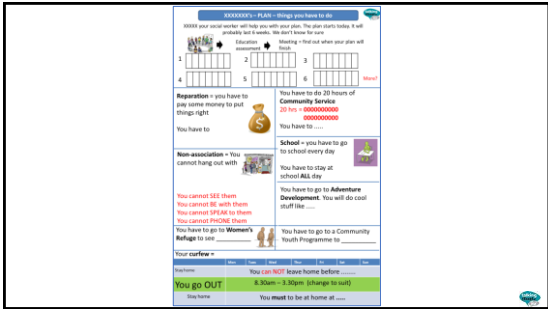 XXXXXXX's – PLAN – things you have to do
XXXXX your social worker will help you with your plan. The plan starts today. It will
probably last 6 weeks. We don't know for sure
Education
assessment
Meeting = find out when your plan will
finish
1 2 3
4 5 6 More?
Reparation = you have to
pay some money to put
things right
You have to
You have to do 20 hours of
Community Service
20 hrs = 0000000000
0000000000
You have to .....
Non-association = You
cannot hang out with
You cannot SEE them
You cannot BE with them
You cannot SPEAK to them
You cannot PHONE them
School = you have to go
to school every day
You have to stay at
school ALL day
You have to go to Adventure
Development. You will do cool
stuff like .....
You have to go to Women's
Refuge to see __________
You have to go to a Community
Youth Programme to __________
Your curfew =
Mon Tues Wed Thur Fri Sat Sun
Stay home
You can NOT leave home before .........
You go OUT
8.30am – 3.30pm (change to suit)
Stay home
You must to be at home at .....